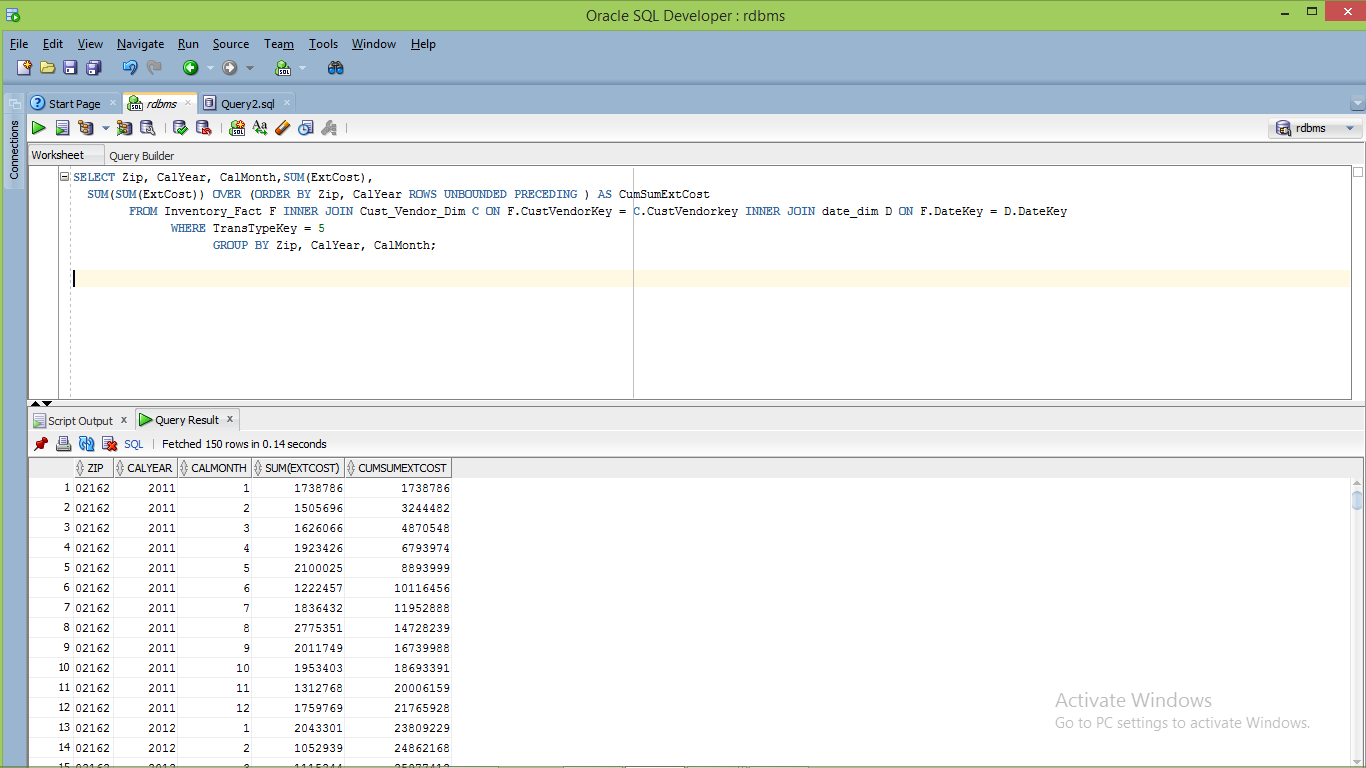 Oracle SQL Developer : rdbms
File Edit View Navigate Run Source Team Tools Window Help
Start Page rdbms Query2.sql
Connections
rdbms
Worksheet Query Builder
SELECT Zip, CalYear, CalMonth,SUM(ExtCost),
SUM(SUM(ExtCost)) OVER (ORDER BY Zip, CalYear ROWS UNBOUNDED PRECEDING ) AS CumSumExtCost
FROM Inventory_Fact F INNER JOIN Cust_Vendor_Dim C ON F.CustVendorKey = C.CustVendorkey INNER JOIN date_dim D ON F.DateKey = D.DateKey
WHERE TransTypeKey = 5
GROUP BY Zip, CalYear, CalMonth;
Script Output x Query Result x
SQL | Fetched 150 rows in 0.14 seconds
ZIP CALYEAR CALMONTH SUM(EXTCOST) CUMSUMEXTCOST
1 02162 2011 1 1738786 1738786
2 02162 2011 2 1505696 3244482
3 02162 2011 3 1626066 4870548
4 02162 2011 4 1923426 6793974
5 02162 2011 5 2100025 8893999
6 02162 2011 6 1222457 10116456
7 02162 2011 7 1836432 11952888
8 02162 2011 8 2775351 14728239
9 02162 2011 9 2011749 16739988
10 02162 2011 10 1953403 18693391
11 02162 2011 11 1312768 20006159
12 02162 2011 12 1759769 21765928
13 02162 2012 1 2043301 23809229
14 02162 2012 2 1052939 24862168
15 02162 2012
Activate Windows
Go to PC settings to activate Windows.